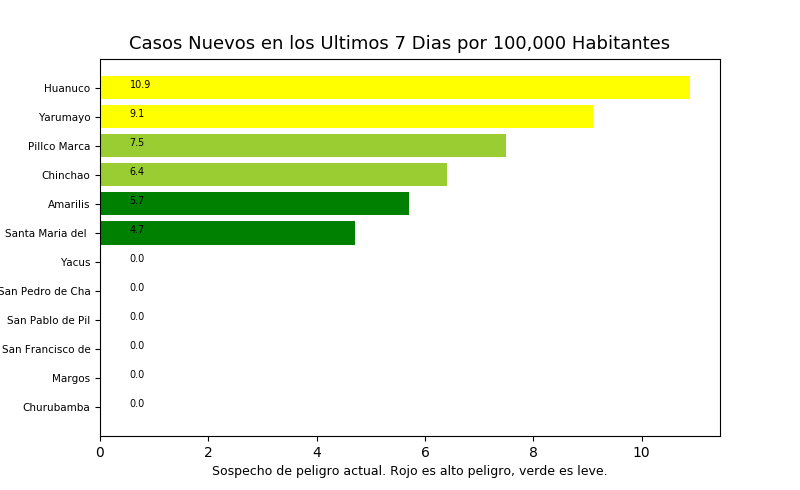 Casos Nuevos en los Ultimos 7 Dias por 100,000 Habitantes
Huanuco 10.9
Yarumayo 9.1
Pillco Marca 7.5
Chinchao 6.4
Amarilis 5.7
Santa Maria del 4.7
Yacus 0.0
San Pedro de Cha 0.0
San Pablo de Pil 0.0
San Francisco de 0.0
Margos 0.0
Churubamba 0.0
0 2 4 6 8 10
Sospecho de peligro actual. Rojo es alto peligro, verde es leve.